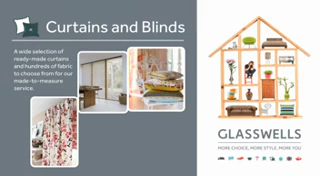 Curtains and Blinds
A wide selection of
ready-made curtains
and hundreds of fabric
to choose from for our
made-to-measure
service.
GLASSWELLS
MORE CHOICE, MORE STYLE, MORE YOU